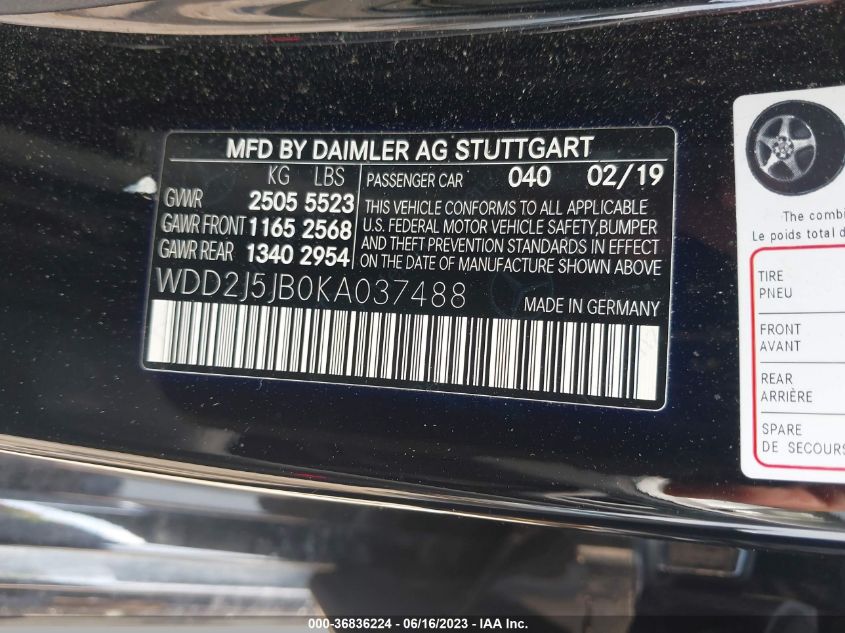 MFD BY DAIMLER AG STUTTGART
KG LBS
GVWR 2505 5523
GAWR FRONT 1165 2568
GAWR REAR 1340 2954
PASSENGER CAR 040 02/19
THIS VEHICLE CONFORMS TO ALL APPLICABLE
U.S. FEDERAL MOTOR VEHICLE SAFETY,BUMPER
AND THEFT PREVENTION STANDARDS IN EFFECT
ON THE DATE OF MANUFACTURE SHOWN ABOVE
WDD2J5JB0KA037488
MADE IN GERMANY
The combi
Le poids total d
TIRE
PNEU
FRONT
AVANT
REAR
ARRIÈRE
SPARE
DE SECOURS
000-36836224 - 06/16/2023 - IAA Inc.